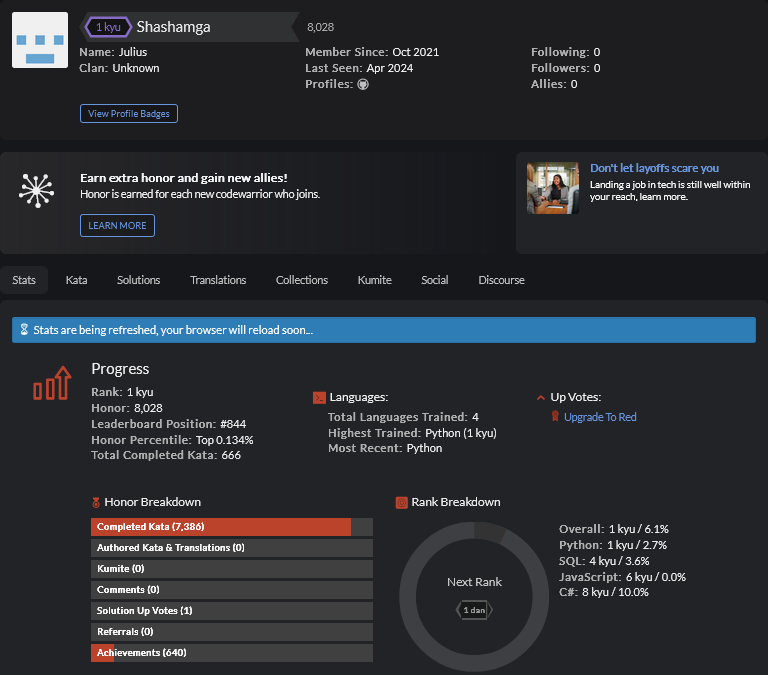 1 kyu Shashamga 8,028
Name: Julius
Clan: Unknown
Member Since: Oct 2021
Last Seen: Apr 2024
Profiles:
Following: 0
Followers: 0
Allies: 0
View Profile Badges
Earn extra honor and gain new allies!
Honor is earned for each new codewarrior who joins.
LEARN MORE
Don't let layoffs scare you
Landing a job in tech is still well within
your reach, learn more.
Stats Kata Solutions Translations Collections Kumite Social Discourse
Stats are being refreshed, your browser will reload soon...
Progress
Rank: 1 kyu
Honor: 8,028
Leaderboard Position: #844
Honor Percentile: Top 0.134%
Total Completed Kata: 666
Languages:
Total Languages Trained: 4
Highest Trained: Python (1 kyu)
Most Recent: Python
Up Votes:
Upgrade To Red
Honor Breakdown
Completed Kata (7,386)
Authored Kata & Translations (0)
Kumite (0)
Comments (0)
Solution Up Votes (1)
Referrals (0)
Achievements (640)
Rank Breakdown
Next Rank
1 dan
Overall: 1 kyu / 6.1%
Python: 1 kyu / 2.7%
SQL: 4 kyu / 3.6%
JavaScript: 6 kyu / 0.0%
C#: 8 kyu / 10.0%